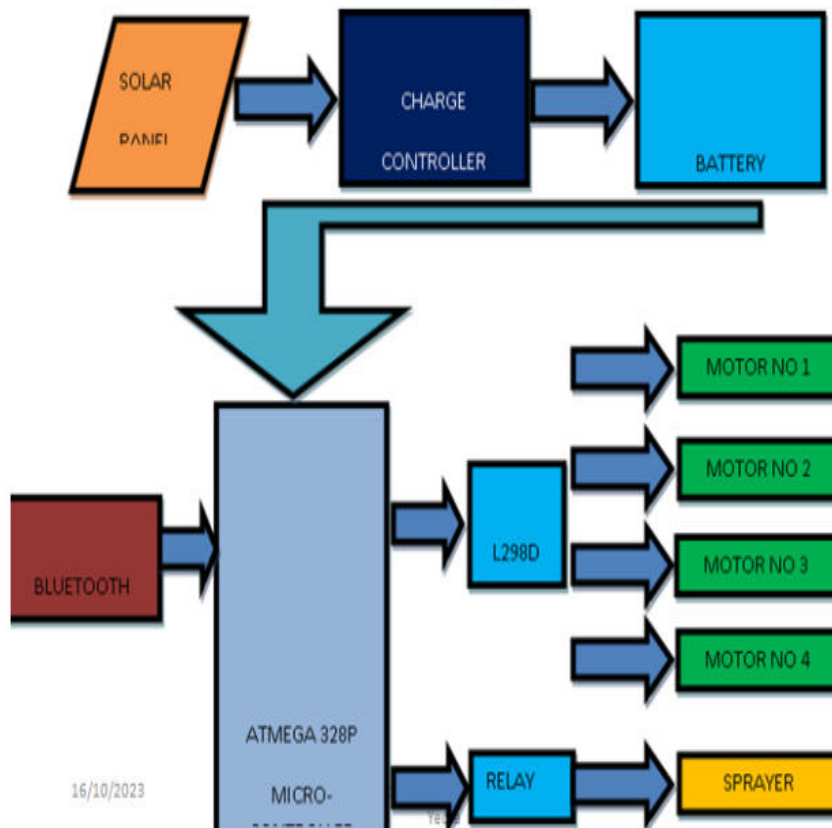 SOLAR
PANEL
CHARGE
CONTROLLER
BATTERY
MOTOR NO 1
MOTOR NO 2
L298D
MOTOR NO 3
BLUETOOTH
MOTOR NO 4
ATMEGA 328P
MICRO-
RELAY
SPRAYER
16/10/2023